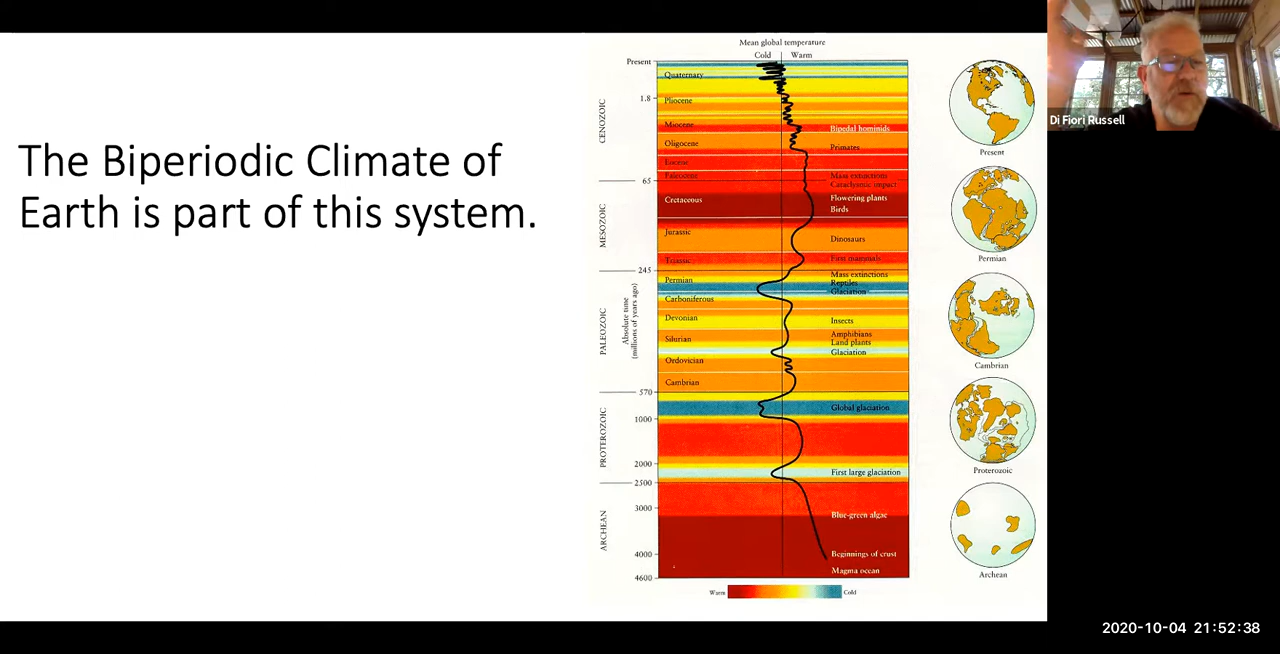 The Biperiodic Climate of
Earth is part of this system.
Mean global temperature
Cold Warm
Present
Quaternary
1.8
Pliocene
CENOZOIC
Miocene
Bipedal hominids
Oligocene
Primates
Eocene
Paleocene
Mass extinctions
65
Cataclysmic impact
Cretaceous
Flowering plants
Birds
MESOZOIC
Jurassic
Dinosaurs
Triassic
First mammals
245
Mass extinctions
Permian
Reptiles
Glaciation
Carboniferous
Absolute time
(millions of years ago)
PALEOZOIC
Devonian
Insects
Silurian
Amphibians
Land plants
Glaciation
Ordovician
Cambrian
570
Global glaciation
1000
PROTEROZOIC
2000
First large glaciation
2500
3000
Blue-green algae
ARCHEAN
4000
Beginnings of crust
Magma ocean
4600
Warm Cold
Present
Permian
Cambrian
Proterozoic
Archean
Di Fiori Russell
2020-10-04 21:52:38